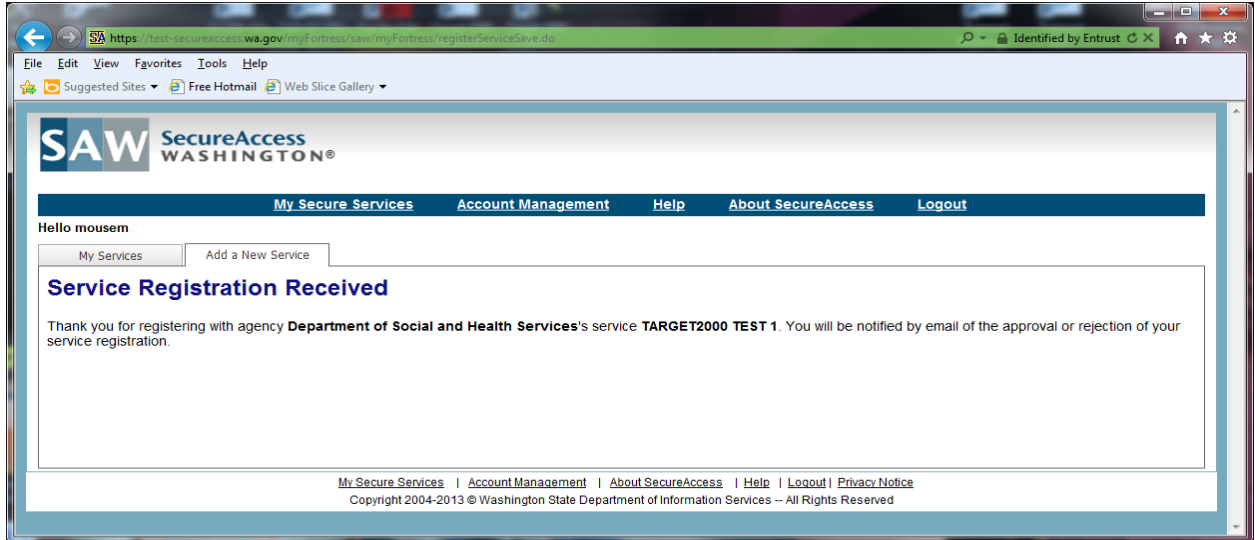 https://test-secureaccess.wa.gov/myFortress/saw/myFortress/registerServiceSave.do Identified by Entrust
File Edit View Favorites Tools Help
Suggested Sites Free Hotmail Web Slice Gallery
SAW SecureAccess
WASHINGTON®
My Secure Services Account Management Help About SecureAccess Logout
Hello mousem
My Services Add a New Service
Service Registration Received
Thank you for registering with agency Department of Social and Health Services's service TARGET2000 TEST 1. You will be notified by email of the approval or rejection of your
service registration.
My Secure Services | Account Management | About SecureAccess | Help | Logout | Privacy Notice
Copyright 2004-2013 © Washington State Department of Information Services -- All Rights Reserved